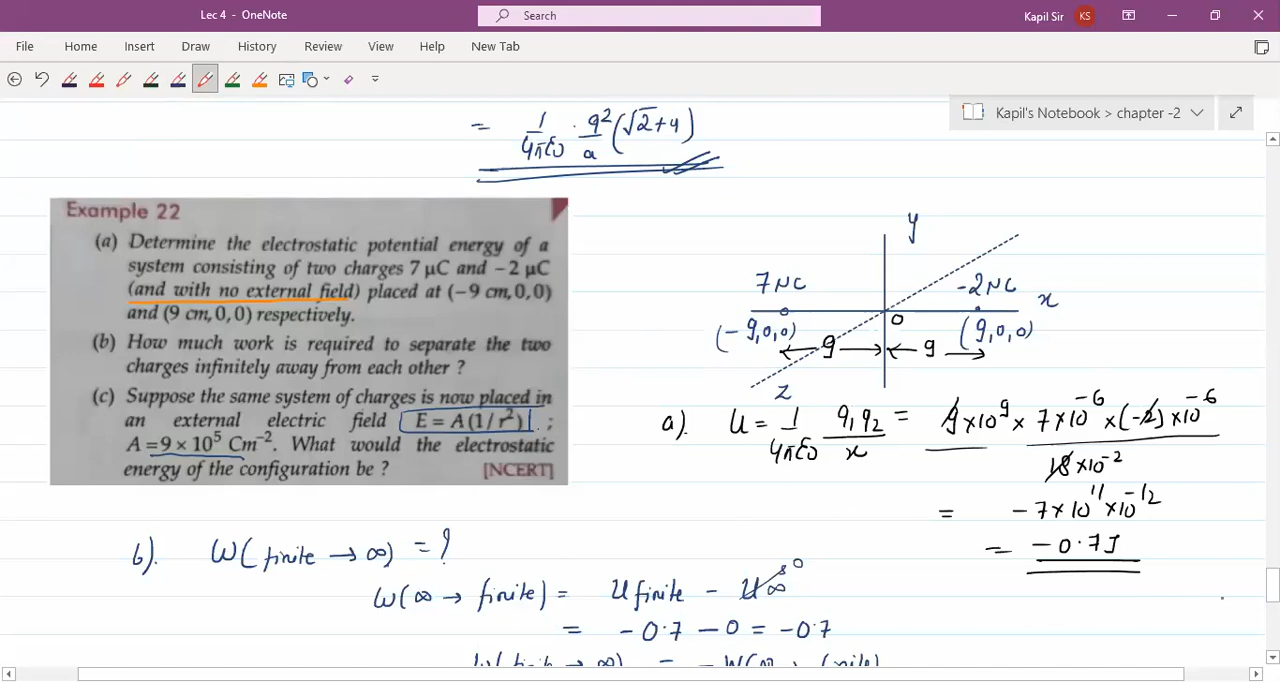 Lec 4 - OneNote
Search
Kapil Sir
KS
File Home Insert Draw History Review View Help New Tab
Kapil's Notebook > chapter -2
= 1/4πε0 · q²/a (√2+4)
Example 22
(a) Determine the electrostatic potential energy of a
system consisting of two charges 7 μC and −2 μC
(and with no external field) placed at (−9 cm,0,0)
and (9 cm,0,0) respectively.
(b) How much work is required to separate the two
charges infinitely away from each other ?
(c) Suppose the same system of charges is now placed in
an external electric field E = A(1/r²) ;
A = 9 × 10⁵ Cm⁻². What would the electrostatic
energy of the configuration be ? [NCERT]
y
7μC
-2μC
x
0
(-9,0,0)
(9,0,0)
9
9
z
a). U = 1/4πε0 q1q2/x = 9×10⁹ × 7×10⁻⁶ × (-2)×10⁻⁶ / 18×10⁻²
= -7×10¹¹×10⁻¹²
= -0.7J
b). W(finite → ∞) = ?
W(∞ → finite) = Ufinite - U∞ 0
= -0.7 - 0 = -0.7